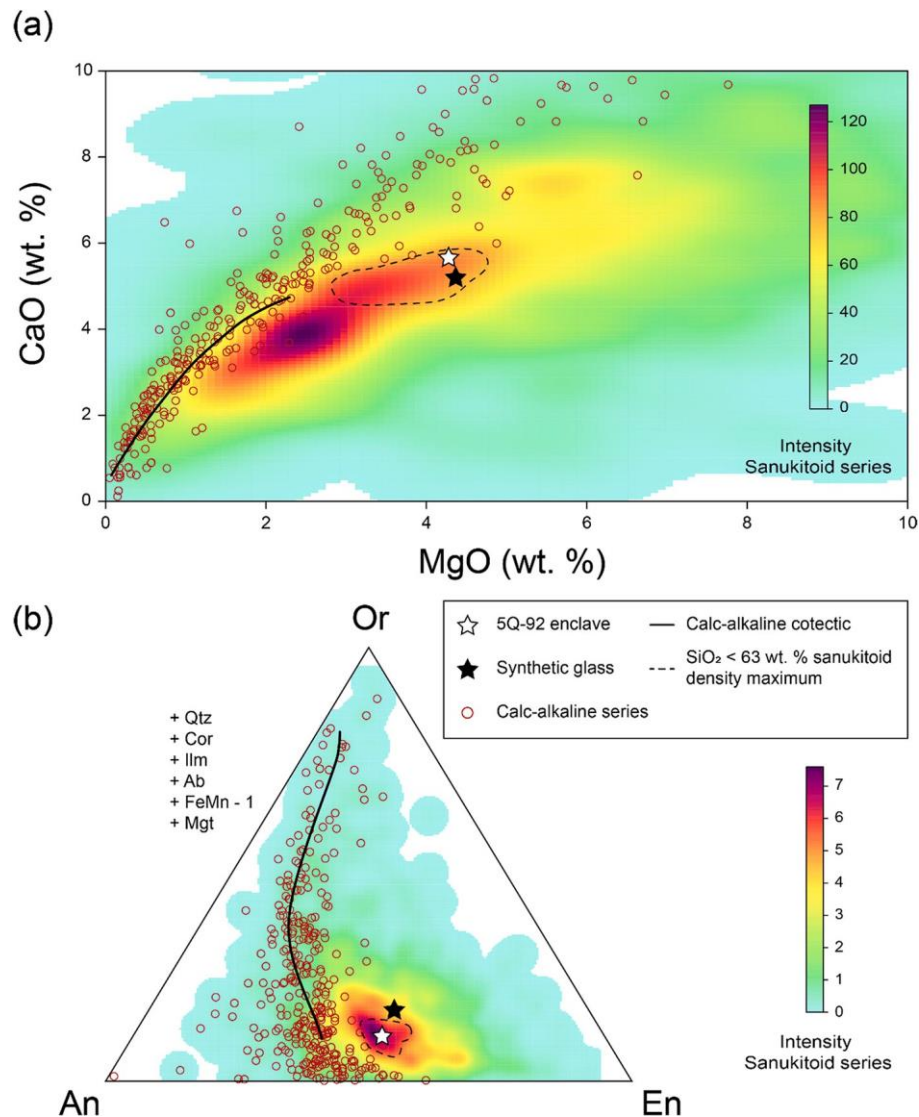 (a)
CaO (wt. %)
10
8
6
4
2
0
0
2
4
6
8
10
MgO (wt. %)
120
100
80
60
40
20
0
Intensity
Sanukitoid series
(b)
Or
An
En
+ Qtz
+ Cor
+ Ilm
+ Ab
+ FeMn - 1
+ Mgt
5Q-92 enclave
Synthetic glass
Calc-alkaline series
Calc-alkaline cotectic
SiO₂ < 63 wt. % sanukitoid
density maximum
7
6
5
4
3
2
1
0
Intensity
Sanukitoid series